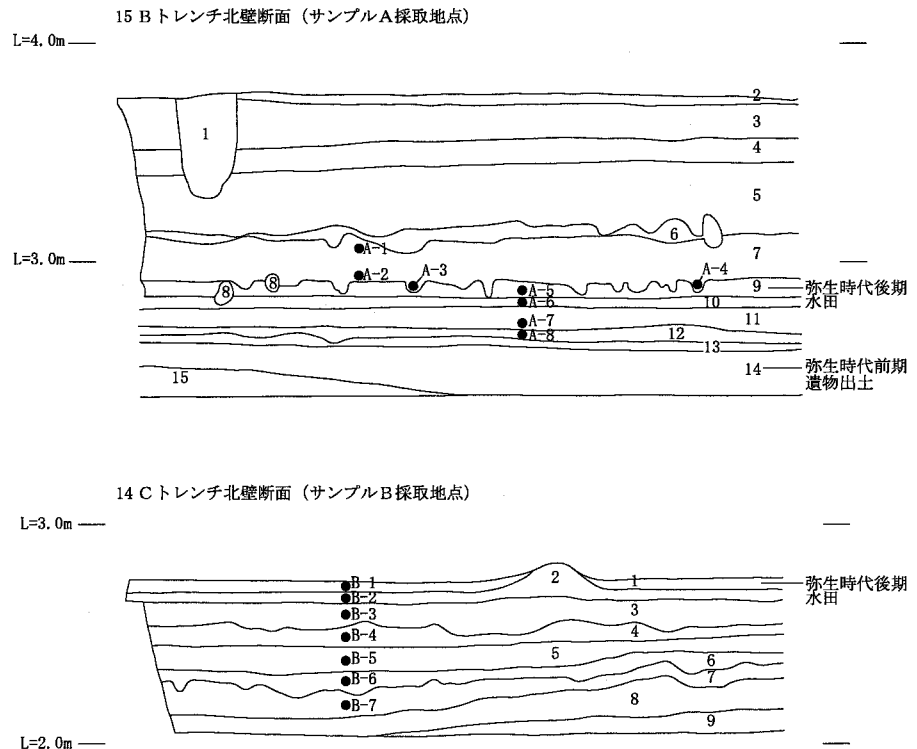 15Bトレンチ北壁断面（サンプルA採取地点）
L=4.0m
2
3
1
4
5
6
7
A-1
L=3.0m
A-2
A-3
A-4
8
8
A-5
9
弥生時代後期
水田
A-6
10
A-7
11
A-8
12
13
14
弥生時代前期
遺物出土
15
14Cトレンチ北壁断面（サンプルB採取地点）
L=3.0m
2
B-1
1
弥生時代後期
水田
B-2
B-3
3
B-4
4
B-5
5
6
B-6
7
B-7
8
9
L=2.0m